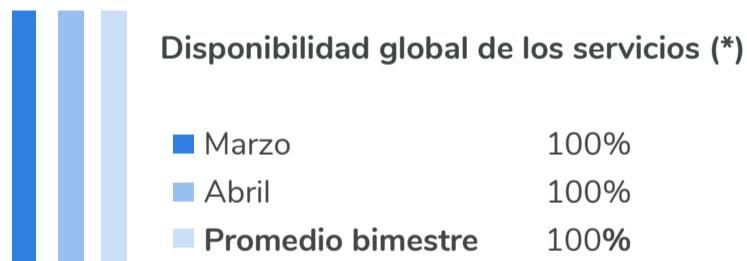 Disponibilidad global de los servicios (*)
Marzo 100%
Abril 100%
Promedio bimestre 100%